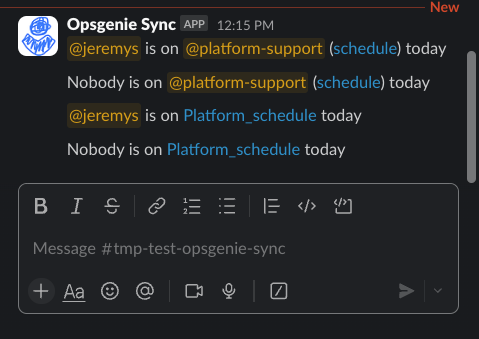 New
Opsgenie Sync APP 12:15 PM
@jeremys is on @platform-support (schedule) today
Nobody is on @platform-support (schedule) today
@jeremys is on Platform_schedule today
Nobody is on Platform_schedule today
B I S
Message #tmp-test-opsgenie-sync
Aa